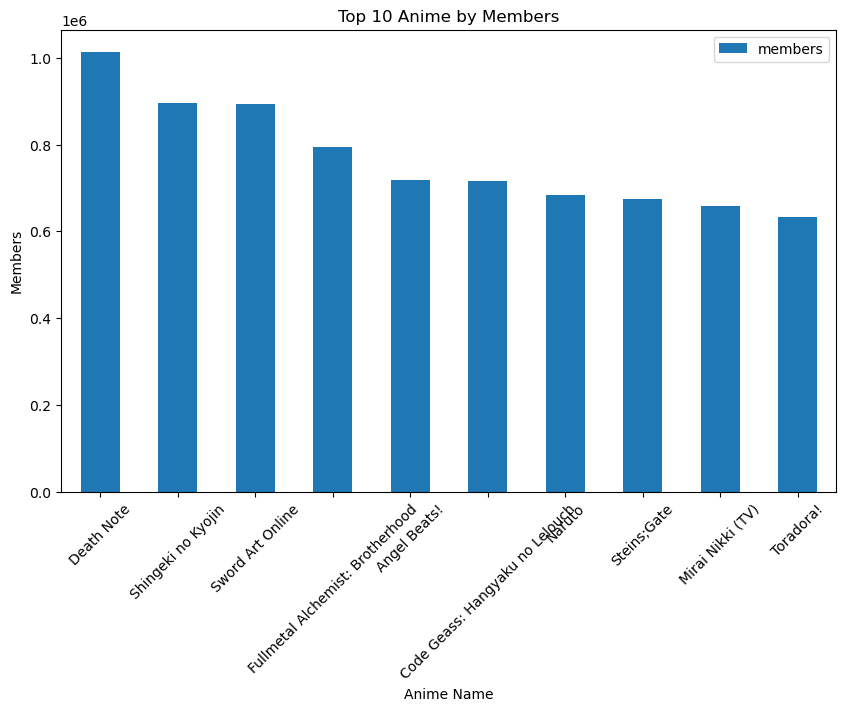 Top 10 Anime by Members
1e6
members
1.0
0.8
0.6
0.4
0.2
0.0
Members
Death Note
Shingeki no Kyojin
Sword Art Online
Fullmetal Alchemist: Brotherhood
Angel Beats!
Code Geass: Hangyaku no Lelouch
Naruto
Steins;Gate
Mirai Nikki (TV)
Toradora!
Anime Name